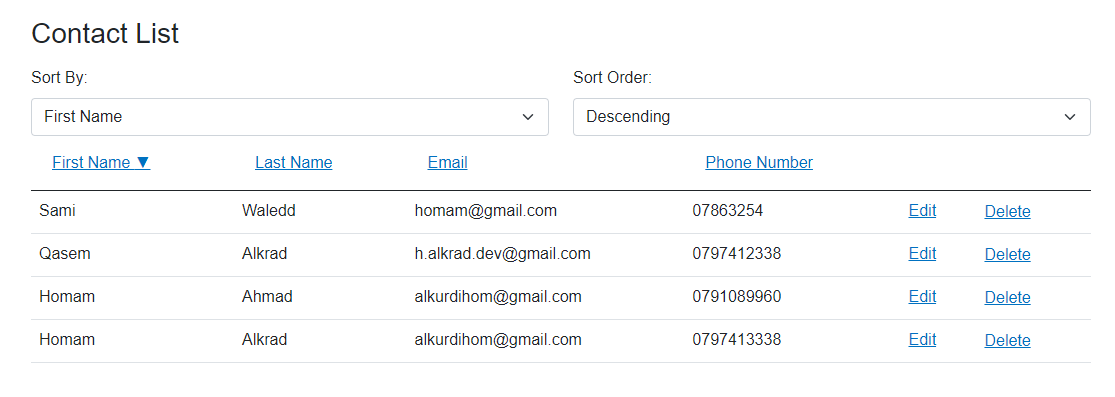 Contact List
Sort By: Sort Order:
First Name Descending
First Name ▼ Last Name Email Phone Number
Sami Waledd homam@gmail.com 07863254 Edit Delete
Qasem Alkrad h.alkrad.dev@gmail.com 0797412338 Edit Delete
Homam Ahmad alkurdihom@gmail.com 0791089960 Edit Delete
Homam Alkrad alkurdihom@gmail.com 0797413338 Edit Delete